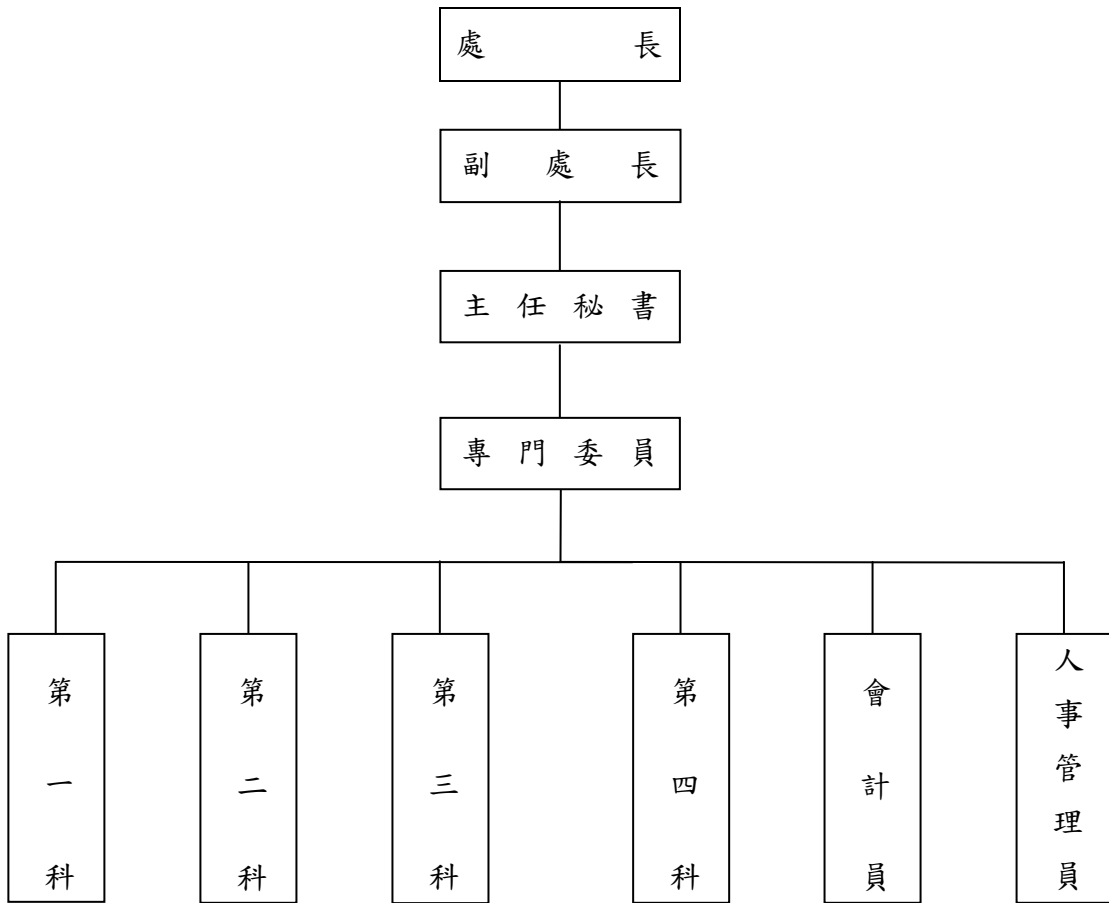 處長
副處長
主任秘書
專門委員
第一科
第二科
第三科
第四科
會計員
人事管理員